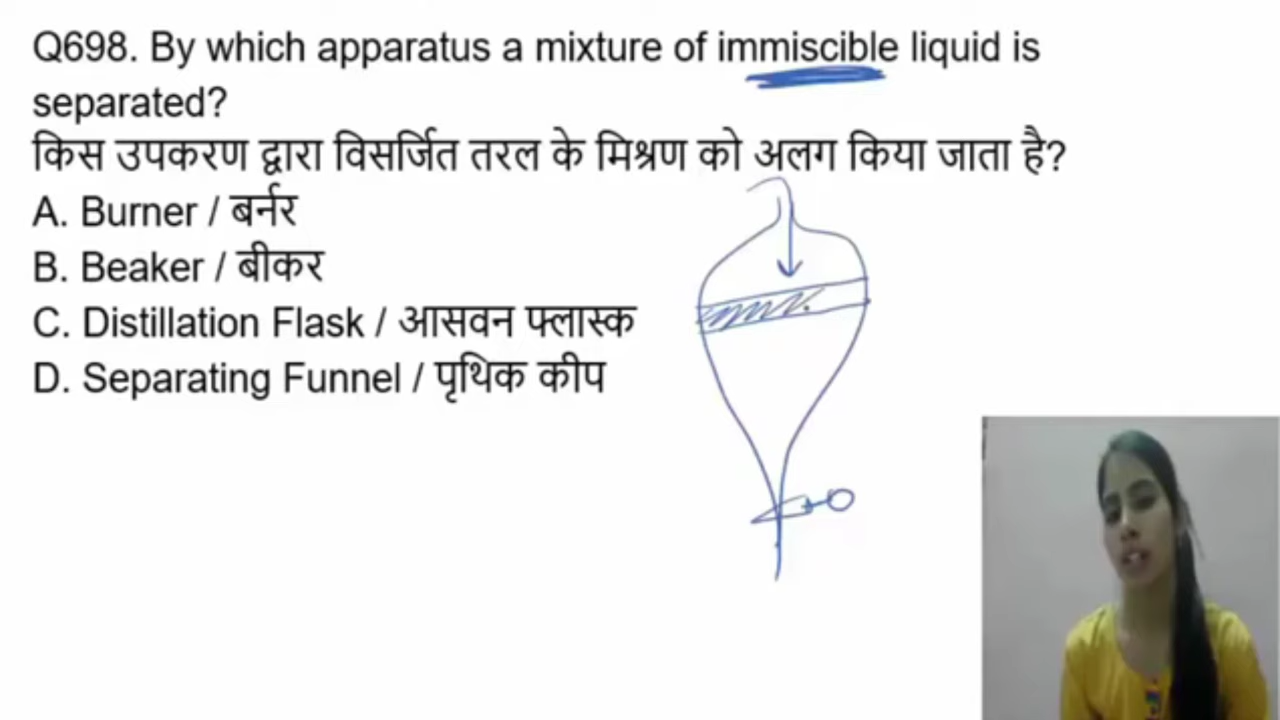 Q698. By which apparatus a mixture of immiscible liquid is
separated?
किस उपकरण द्वारा विसर्जित तरल के मिश्रण को अलग किया जाता है?
A. Burner / बर्नर
B. Beaker / बीकर
C. Distillation Flask / आसवन फ्लास्क
D. Separating Funnel / पृथिक कीप